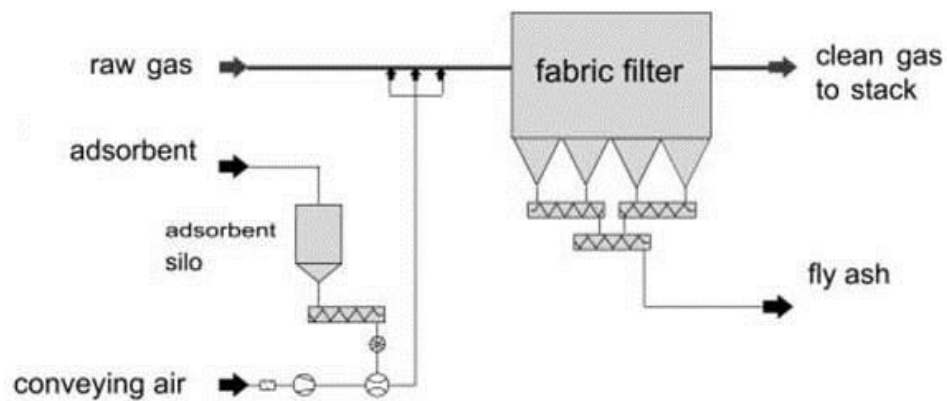 raw gas
fabric filter
clean gas
to stack
adsorbent
adsorbent
silo
fly ash
conveying air